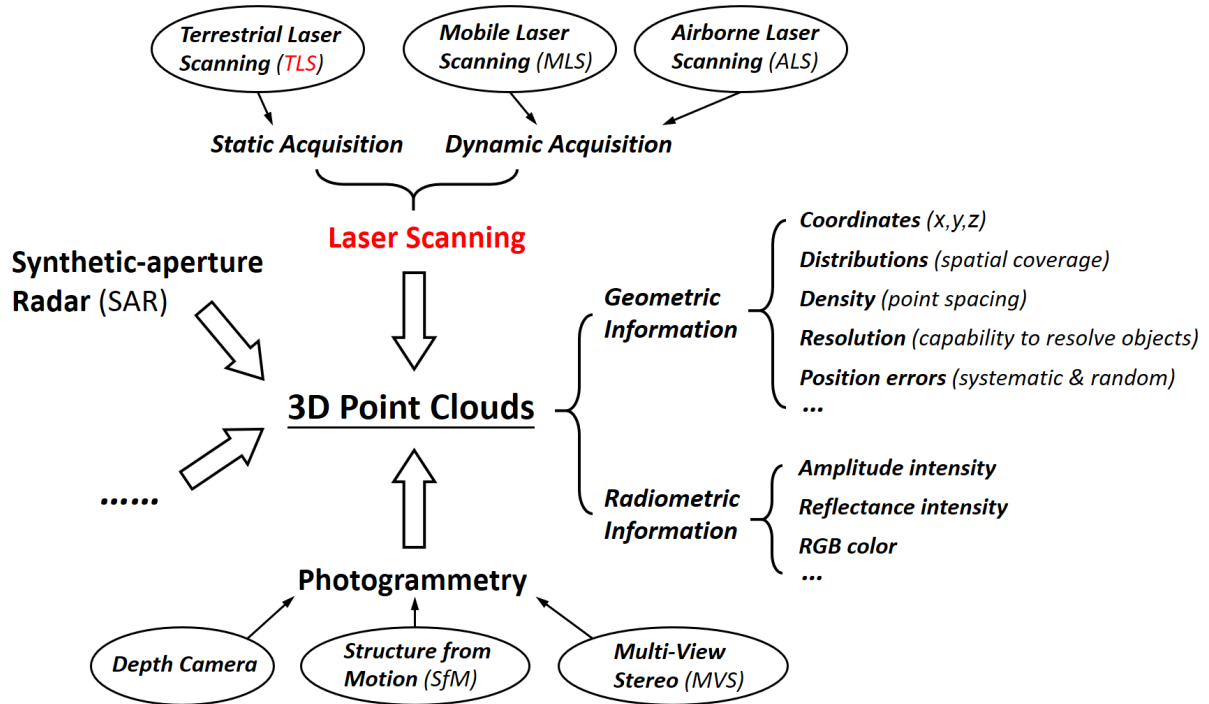 Terrestrial Laser
Scanning (TLS)
Mobile Laser
Scanning (MLS)
Airborne Laser
Scanning (ALS)
Static Acquisition
Dynamic Acquisition
Laser Scanning
Synthetic-aperture
Radar (SAR)
......
3D Point Clouds
Geometric
Information
Coordinates (x,y,z)
Distributions (spatial coverage)
Density (point spacing)
Resolution (capability to resolve objects)
Position errors (systematic & random)
...
Radiometric
Information
Amplitude intensity
Reflectance intensity
RGB color
...
Photogrammetry
Depth Camera
Structure from
Motion (SfM)
Multi-View
Stereo (MVS)